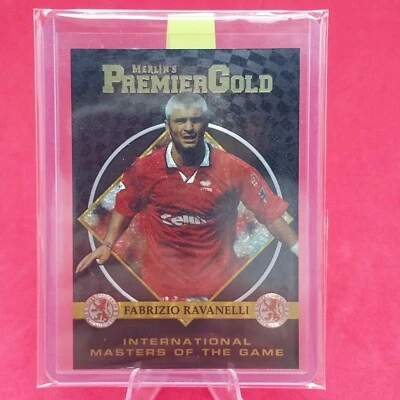 MERLIN'S
PREMIER GOLD
Cellnet
FABRIZIO RAVANELLI
INTERNATIONAL
MASTERS OF THE GAME